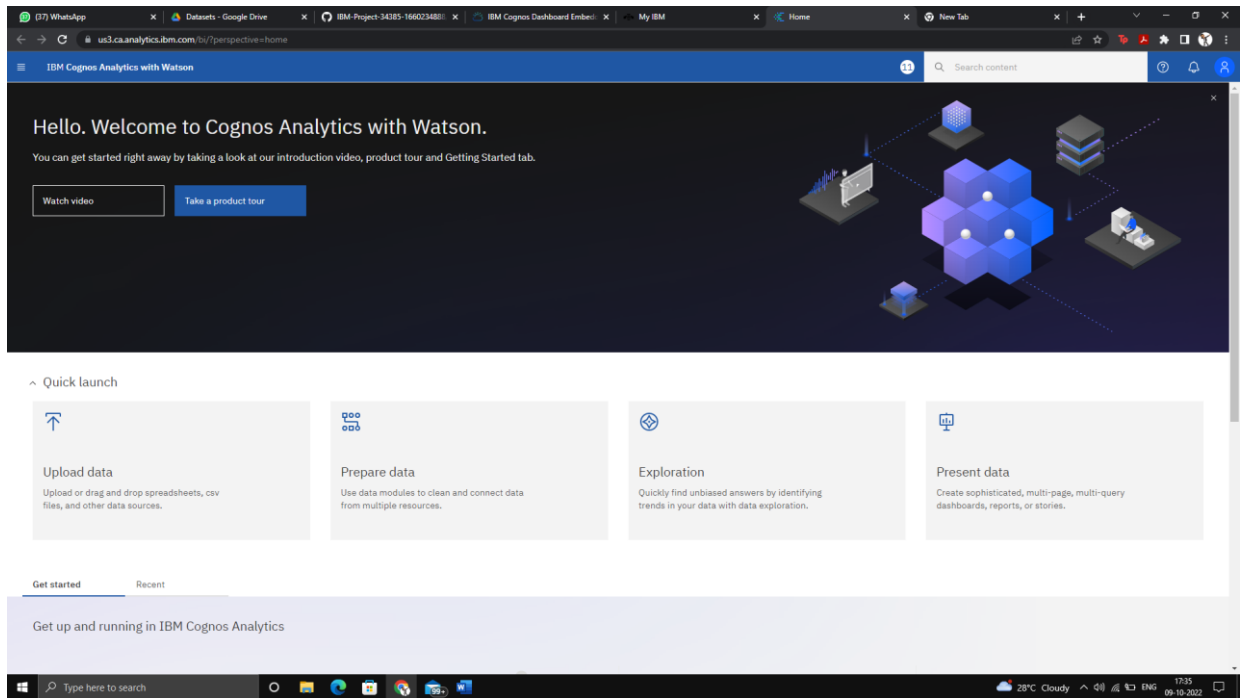 (37) WhatsApp
Datasets - Google Drive
IBM-Project-34385-1660234888
IBM Cognos Dashboard Embedd
My IBM
Home
New Tab
us3.ca.analytics.ibm.com/bi/?perspective=home
IBM Cognos Analytics with Watson
11
Search content
Hello. Welcome to Cognos Analytics with Watson.
You can get started right away by taking a look at our introduction video, product tour and Getting Started tab.
Watch video
Take a product tour
Quick launch
Upload data
Upload or drag and drop spreadsheets, csv
files, and other data sources.
Prepare data
Use data modules to clean and connect data
from multiple resources.
Exploration
Quickly find unbiased answers by identifying
trends in your data with data exploration.
Present data
Create sophisticated, multi-page, multi-query
dashboards, reports, or stories.
Get started
Recent
Get up and running in IBM Cognos Analytics
Type here to search
99+
28°C Cloudy
ENG
17:35
09-10-2022